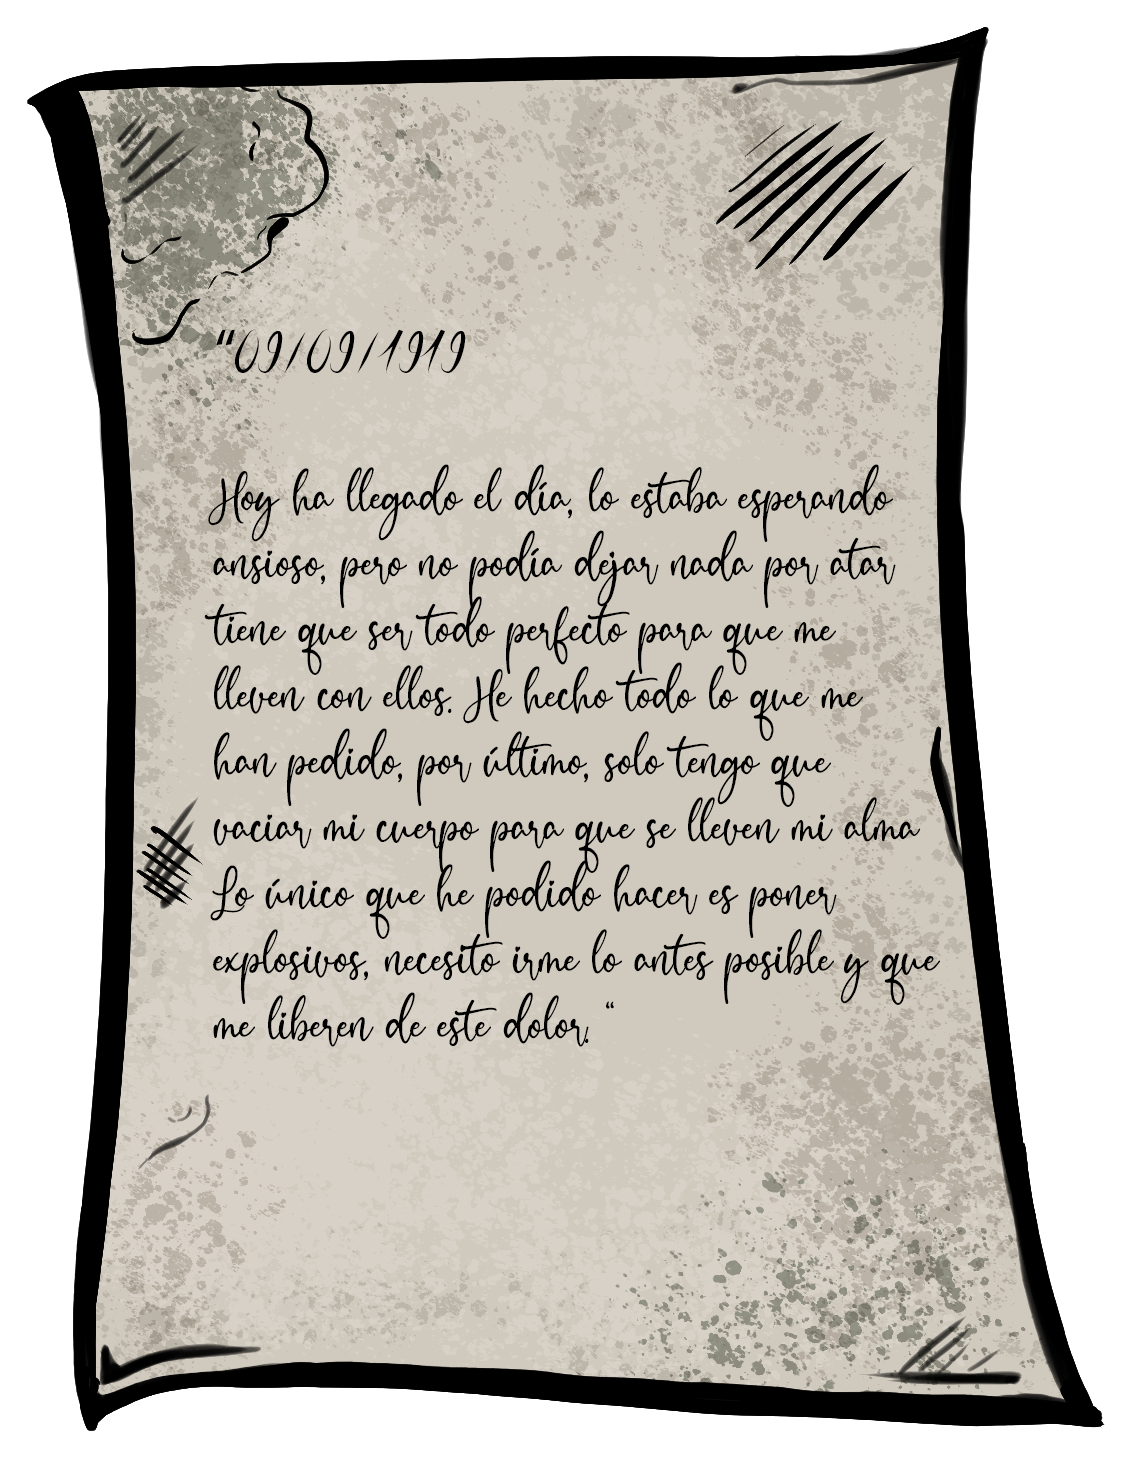 "09/09/1919
Hoy ha llegado el día, lo estaba esperando
ansioso, pero no podía dejar nada por atar
tiene que ser todo perfecto para que me
lleven con ellos. He hecho todo lo que me
han pedido, por último, solo tengo que
vaciar mi cuerpo para que se lleven mi alma
Lo único que he podido hacer es poner
explosivos, necesito irme lo antes posible y que
me liberen de este dolor. “